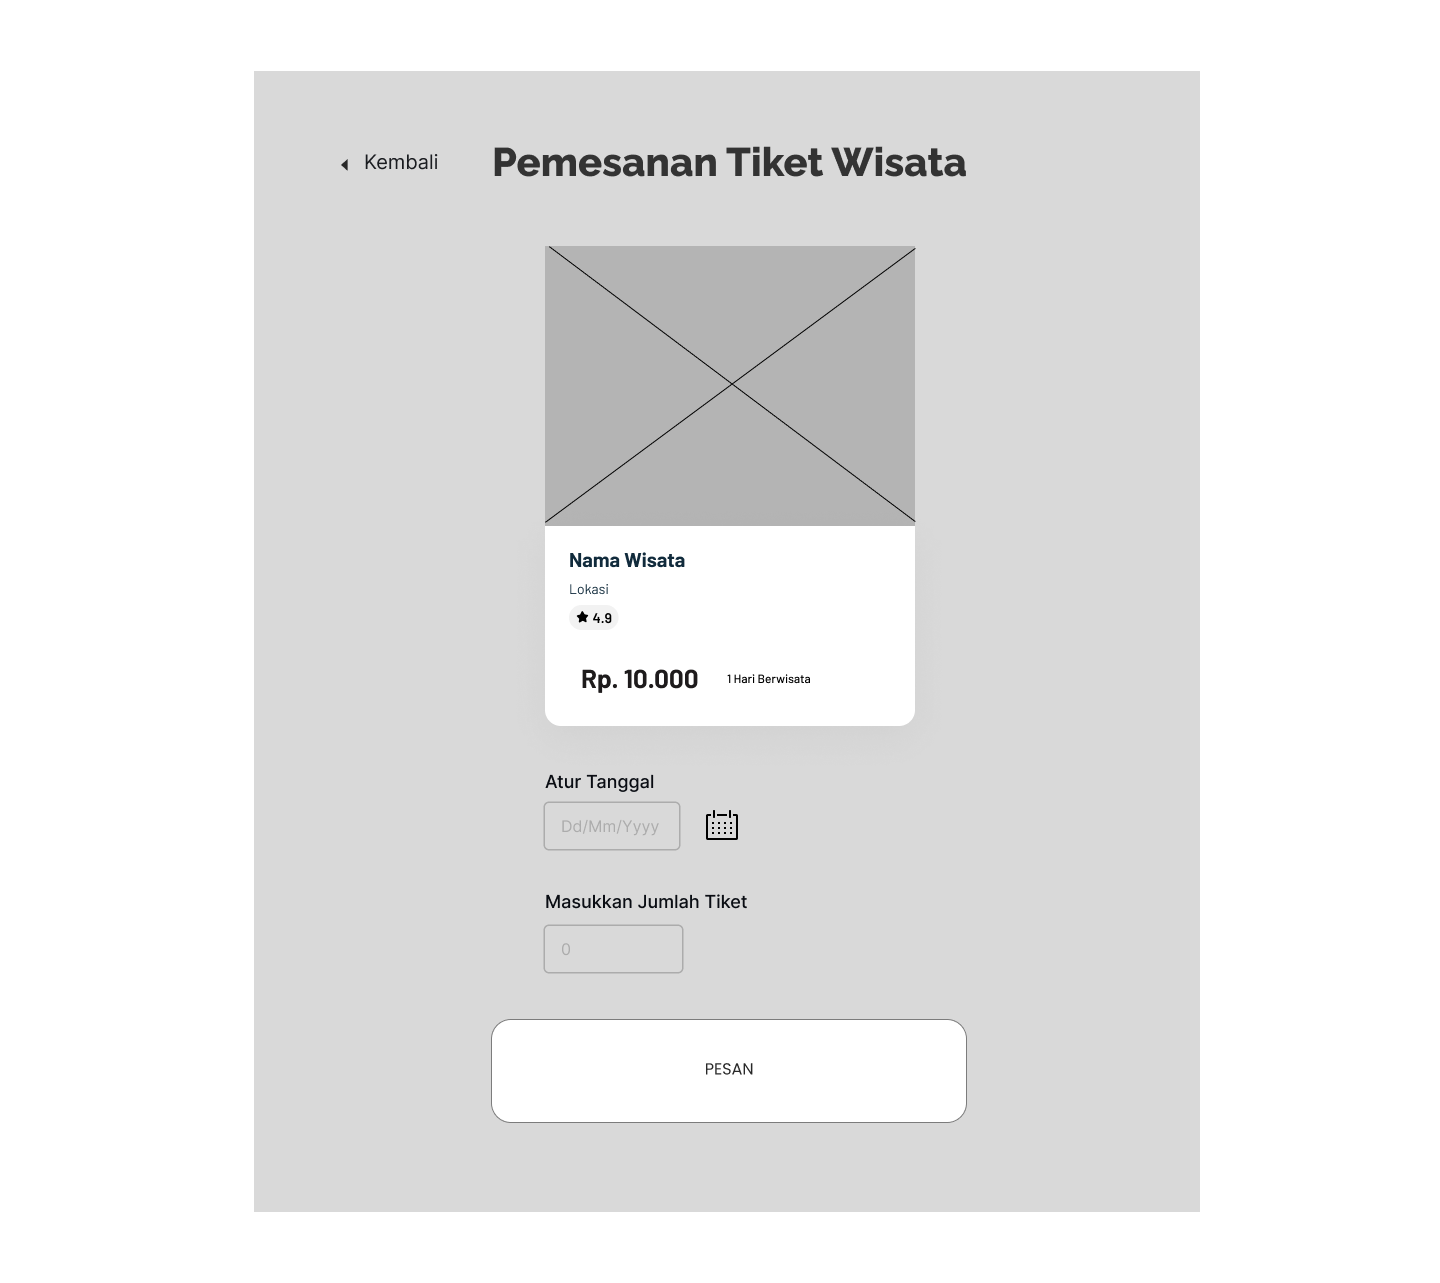 Kembali
Pemesanan Tiket Wisata
Nama Wisata
Lokasi
4.9
Rp. 10.000 1 Hari Berwisata
Atur Tanggal
Dd/Mm/Yyyy
Masukkan Jumlah Tiket
0
PESAN